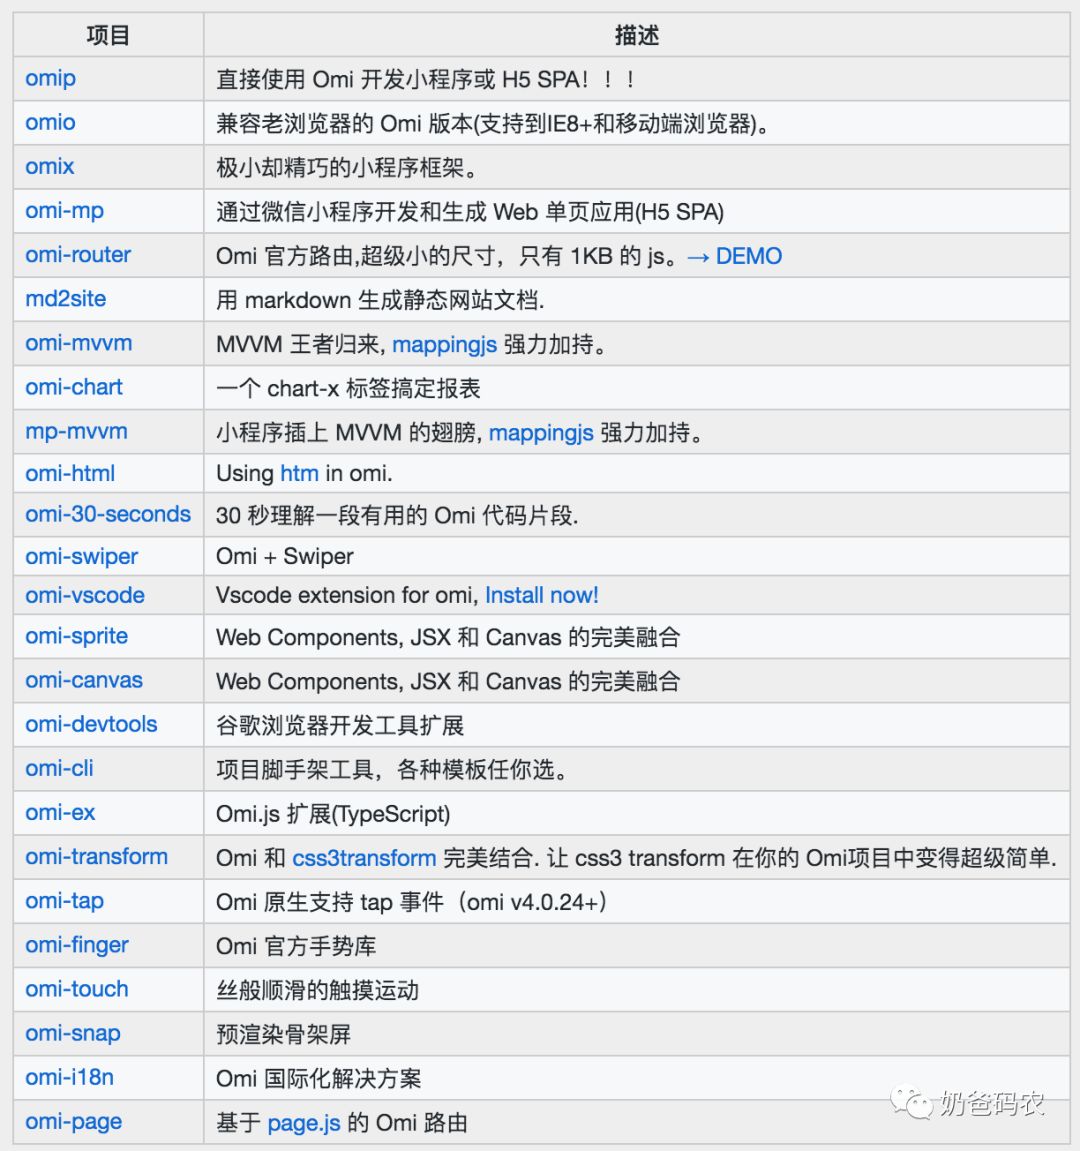 项目 描述
omip 直接使用 Omi 开发小程序或 H5 SPA！！！
omio 兼容老浏览器的 Omi 版本(支持到IE8+和移动端浏览器)。
omix 极小却精巧的小程序框架。
omi-mp 通过微信小程序开发和生成 Web 单页应用(H5 SPA)
omi-router Omi 官方路由,超级小的尺寸，只有 1KB 的 js。→ DEMO
md2site 用 markdown 生成静态网站文档.
omi-mvvm MVVM 王者归来, mappingjs 强力加持。
omi-chart 一个 chart-x 标签搞定报表
mp-mvvm 小程序插上 MVVM 的翅膀, mappingjs 强力加持。
omi-html Using htm in omi.
omi-30-seconds 30 秒理解一段有用的 Omi 代码片段.
omi-swiper Omi + Swiper
omi-vscode Vscode extension for omi, Install now!
omi-sprite Web Components, JSX 和 Canvas 的完美融合
omi-canvas Web Components, JSX 和 Canvas 的完美融合
omi-devtools 谷歌浏览器开发工具扩展
omi-cli 项目脚手架工具，各种模板任你选。
omi-ex Omi.js 扩展(TypeScript)
omi-transform Omi 和 css3transform 完美结合. 让 css3 transform 在你的 Omi项目中变得超级简单.
omi-tap Omi 原生支持 tap 事件（omi v4.0.24+）
omi-finger Omi 官方手势库
omi-touch 丝般顺滑的触摸运动
omi-snap 预渲染骨架屏
omi-i18n Omi 国际化解决方案
omi-page 基于 page.js 的 Omi 路由
奶爸码农